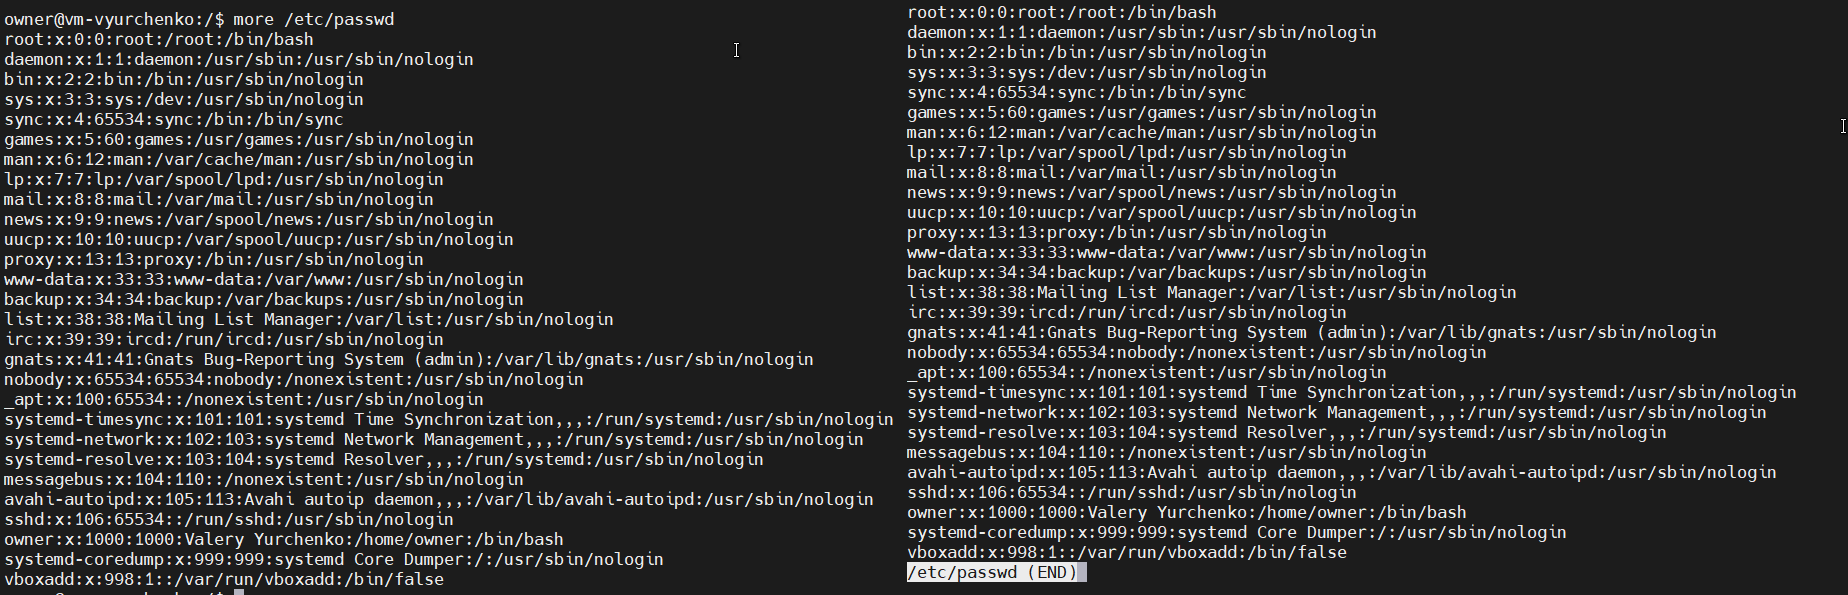 owner@vm-vyurchenko:/$ more /etc/passwd
root:x:0:0:root:/root:/bin/bash
daemon:x:1:1:daemon:/usr/sbin:/usr/sbin/nologin
bin:x:2:2:bin:/bin:/usr/sbin/nologin
sys:x:3:3:sys:/dev:/usr/sbin/nologin
sync:x:4:65534:sync:/bin:/bin/sync
games:x:5:60:games:/usr/games:/usr/sbin/nologin
man:x:6:12:man:/var/cache/man:/usr/sbin/nologin
lp:x:7:7:lp:/var/spool/lpd:/usr/sbin/nologin
mail:x:8:8:mail:/var/mail:/usr/sbin/nologin
news:x:9:9:news:/var/spool/news:/usr/sbin/nologin
uucp:x:10:10:uucp:/var/spool/uucp:/usr/sbin/nologin
proxy:x:13:13:proxy:/bin:/usr/sbin/nologin
www-data:x:33:33:www-data:/var/www:/usr/sbin/nologin
backup:x:34:34:backup:/var/backups:/usr/sbin/nologin
list:x:38:38:Mailing List Manager:/var/list:/usr/sbin/nologin
irc:x:39:39:ircd:/run/ircd:/usr/sbin/nologin
gnats:x:41:41:Gnats Bug-Reporting System (admin):/var/lib/gnats:/usr/sbin/nologin
nobody:x:65534:65534:nobody:/nonexistent:/usr/sbin/nologin
_apt:x:100:65534::/nonexistent:/usr/sbin/nologin
systemd-timesync:x:101:101:systemd Time Synchronization,,,:/run/systemd:/usr/sbin/nologin
systemd-network:x:102:103:systemd Network Management,,,:/run/systemd:/usr/sbin/nologin
systemd-resolve:x:103:104:systemd Resolver,,,:/run/systemd:/usr/sbin/nologin
messagebus:x:104:110::/nonexistent:/usr/sbin/nologin
avahi-autoipd:x:105:113:Avahi autoip daemon,,,:/var/lib/avahi-autoipd:/usr/sbin/nologin
sshd:x:106:65534::/run/sshd:/usr/sbin/nologin
owner:x:1000:1000:Valery Yurchenko:/home/owner:/bin/bash
systemd-coredump:x:999:999:systemd Core Dumper:/:/usr/sbin/nologin
vboxadd:x:998:1::/var/run/vboxadd:/bin/false
root:x:0:0:root:/root:/bin/bash
daemon:x:1:1:daemon:/usr/sbin:/usr/sbin/nologin
bin:x:2:2:bin:/bin:/usr/sbin/nologin
sys:x:3:3:sys:/dev:/usr/sbin/nologin
sync:x:4:65534:sync:/bin:/bin/sync
games:x:5:60:games:/usr/games:/usr/sbin/nologin
man:x:6:12:man:/var/cache/man:/usr/sbin/nologin
lp:x:7:7:lp:/var/spool/lpd:/usr/sbin/nologin
mail:x:8:8:mail:/var/mail:/usr/sbin/nologin
news:x:9:9:news:/var/spool/news:/usr/sbin/nologin
uucp:x:10:10:uucp:/var/spool/uucp:/usr/sbin/nologin
proxy:x:13:13:proxy:/bin:/usr/sbin/nologin
www-data:x:33:33:www-data:/var/www:/usr/sbin/nologin
backup:x:34:34:backup:/var/backups:/usr/sbin/nologin
list:x:38:38:Mailing List Manager:/var/list:/usr/sbin/nologin
irc:x:39:39:ircd:/run/ircd:/usr/sbin/nologin
gnats:x:41:41:Gnats Bug-Reporting System (admin):/var/lib/gnats:/usr/sbin/nologin
nobody:x:65534:65534:nobody:/nonexistent:/usr/sbin/nologin
_apt:x:100:65534::/nonexistent:/usr/sbin/nologin
systemd-timesync:x:101:101:systemd Time Synchronization,,,:/run/systemd:/usr/sbin/nologin
systemd-network:x:102:103:systemd Network Management,,,:/run/systemd:/usr/sbin/nologin
systemd-resolve:x:103:104:systemd Resolver,,,:/run/systemd:/usr/sbin/nologin
messagebus:x:104:110::/nonexistent:/usr/sbin/nologin
avahi-autoipd:x:105:113:Avahi autoip daemon,,,:/var/lib/avahi-autoipd:/usr/sbin/nologin
sshd:x:106:65534::/run/sshd:/usr/sbin/nologin
owner:x:1000:1000:Valery Yurchenko:/home/owner:/bin/bash
systemd-coredump:x:999:999:systemd Core Dumper:/:/usr/sbin/nologin
vboxadd:x:998:1::/var/run/vboxadd:/bin/false
/etc/passwd (END)